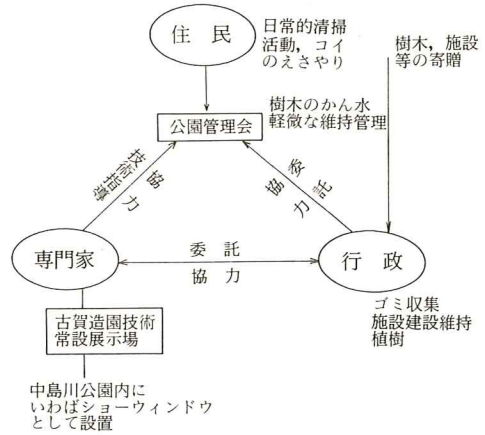 住民
日常的清掃
活動，コイ
のえさやり
樹木，施設
等の寄贈
公園管理会
樹木のかん水
軽微な維持管理
技術指導
協力
委託
協力
専門家
委託
協力
行政
古賀造園技術
常設展示場
ゴミ収集
施設建設維持
植樹
中島川公園内に
いわばショーウィンドウ
として設置